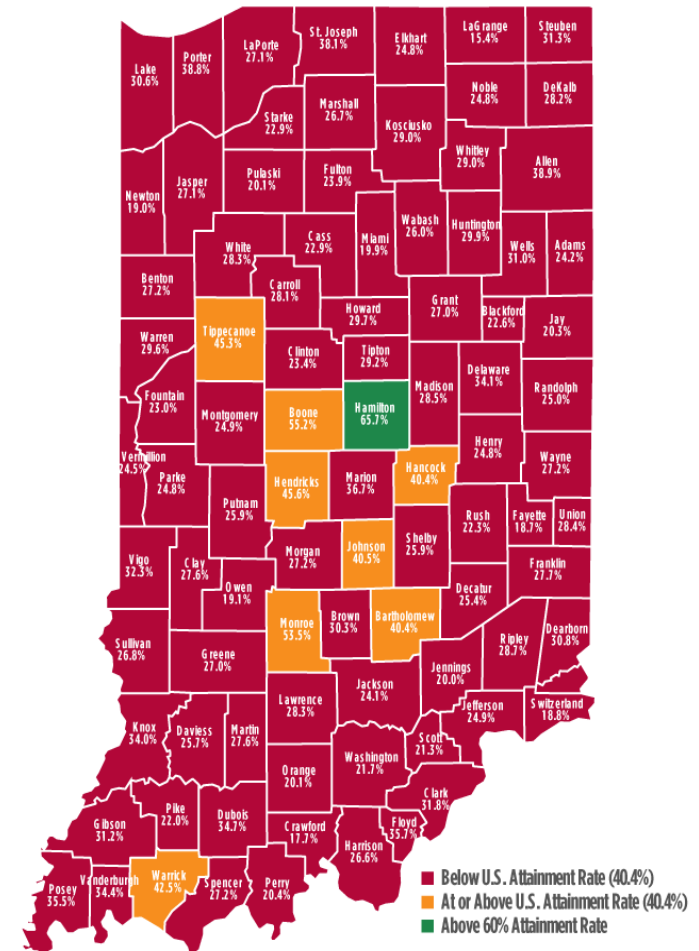 St. Joseph
38.1%
Elkhart
24.8%
LaGrange
15.4%
Steuben
31.3%
LaPorte
27.1%
Porter
38.8%
Lake
30.6%
Noble
24.8%
DeKalb
28.2%
Marshall
26.7%
Starke
22.9%
Kosciusko
29.0%
Whitley
29.0%
Allen
38.9%
Newton
19.0%
Jasper
27.1%
Pulaski
20.1%
Fulton
23.9%
Wabash
26.0%
Huntington
29.9%
Miami
19.9%
Cass
22.9%
White
28.3%
Wells
31.0%
Adams
24.2%
Benton
27.2%
Carroll
28.1%
Howard
29.7%
Grant
27.0%
Blackford
22.6%
Jay
20.3%
Warren
29.6%
Tippecanoe
45.3%
Clinton
23.4%
Tipton
29.2%
Madison
28.5%
Delaware
34.1%
Randolph
25.0%
Fountain
23.0%
Montgomery
24.9%
Boone
55.2%
Hamilton
65.7%
Henry
24.8%
Wayne
27.2%
Vermillion
24.5%
Parke
24.8%
Hendricks
45.6%
Marion
36.7%
Hancock
40.4%
Putnam
25.9%
Rush
22.3%
Fayette
18.7%
Union
28.4%
Morgan
27.2%
Johnson
40.5%
Shelby
25.9%
Vigo
32.3%
Clay
27.6%
Owen
19.1%
Franklin
27.7%
Decatur
25.4%
Monroe
53.5%
Brown
30.3%
Bartholomew
40.4%
Dearborn
30.8%
Ripley
28.7%
Sullivan
26.8%
Greene
27.0%
Jennings
20.0%
Jackson
24.1%
Lawrence
28.3%
Jefferson
24.9%
Switzerland
18.8%
Knox
34.0%
Daviess
25.7%
Martin
27.6%
Scott
21.3%
Washington
21.7%
Orange
20.1%
Clark
31.8%
Pike
22.0%
Dubois
34.7%
Gibson
31.2%
Crawford
17.7%
Floyd
35.7%
Harrison
26.6%
Posey
35.5%
Vanderburgh
34.4%
Warrick
42.5%
Spencer
27.2%
Perry
20.4%
Below U.S. Attainment Rate (40.4%)
At or Above U.S. Attainment Rate (40.4%)
Above 60% Attainment Rate